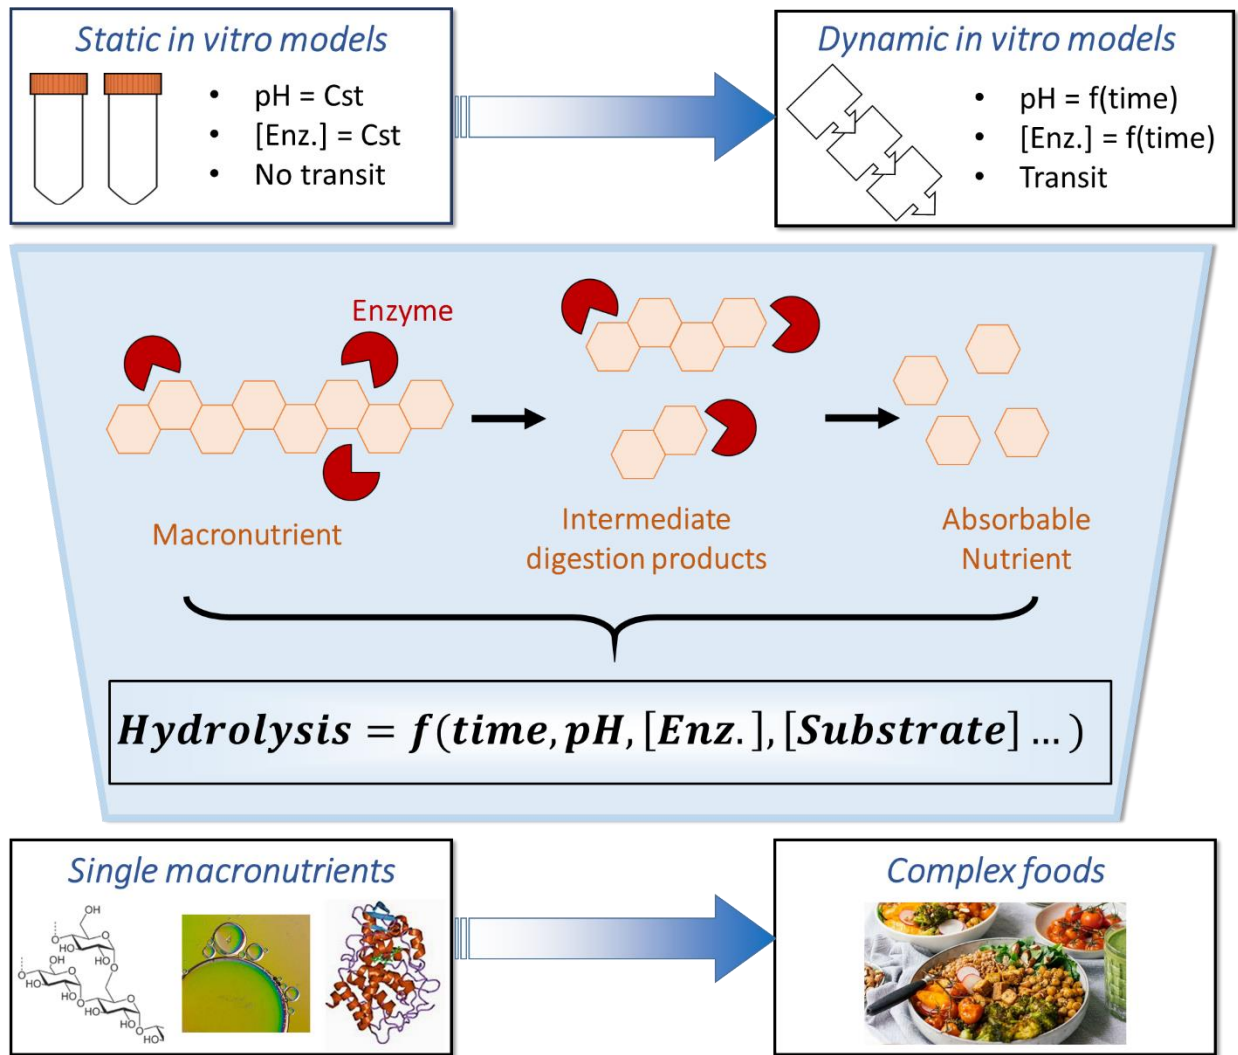 Static in vitro models
• pH = Cst
• [Enz.] = Cst
• No transit
Dynamic in vitro models
• pH = f(time)
• [Enz.] = f(time)
• Transit
Enzyme
Macronutrient
Intermediate
digestion products
Absorbable
Nutrient
Hydrolysis = f(time, pH, [Enz.], [Substrate] ... )
Single macronutrients
OH
O
O
HO
HO
OH
O
O
HO
HO
O
HO
HO
O
HO
Complex foods